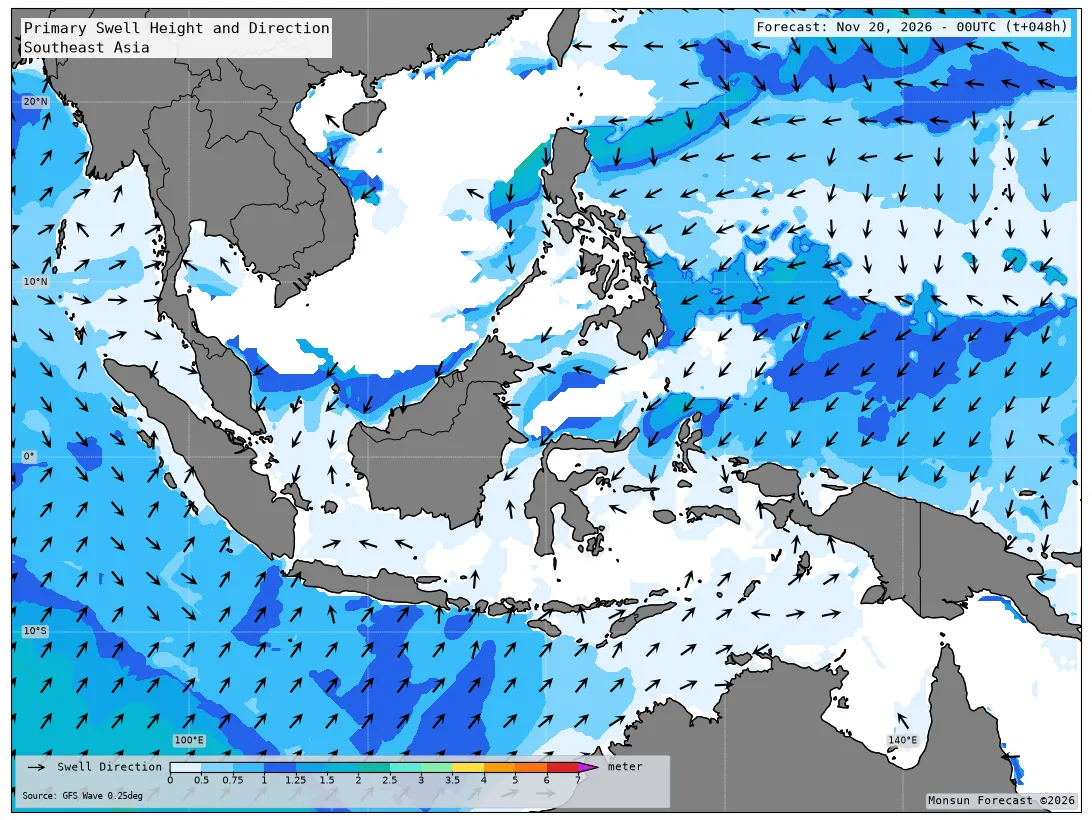 Primary Swell Height and Direction
Southeast Asia
Forecast: Nov 20, 2026 - 00UTC (t+048h)
20°N
10°N
0°
10°S
100°E
140°E
Swell Direction
meter
0 0.5 0.75 1 1.25 1.5 2 2.5 3 3.5 4 5 6 7
Source: GFS Wave 0.25deg
Monsun Forecast ©2026